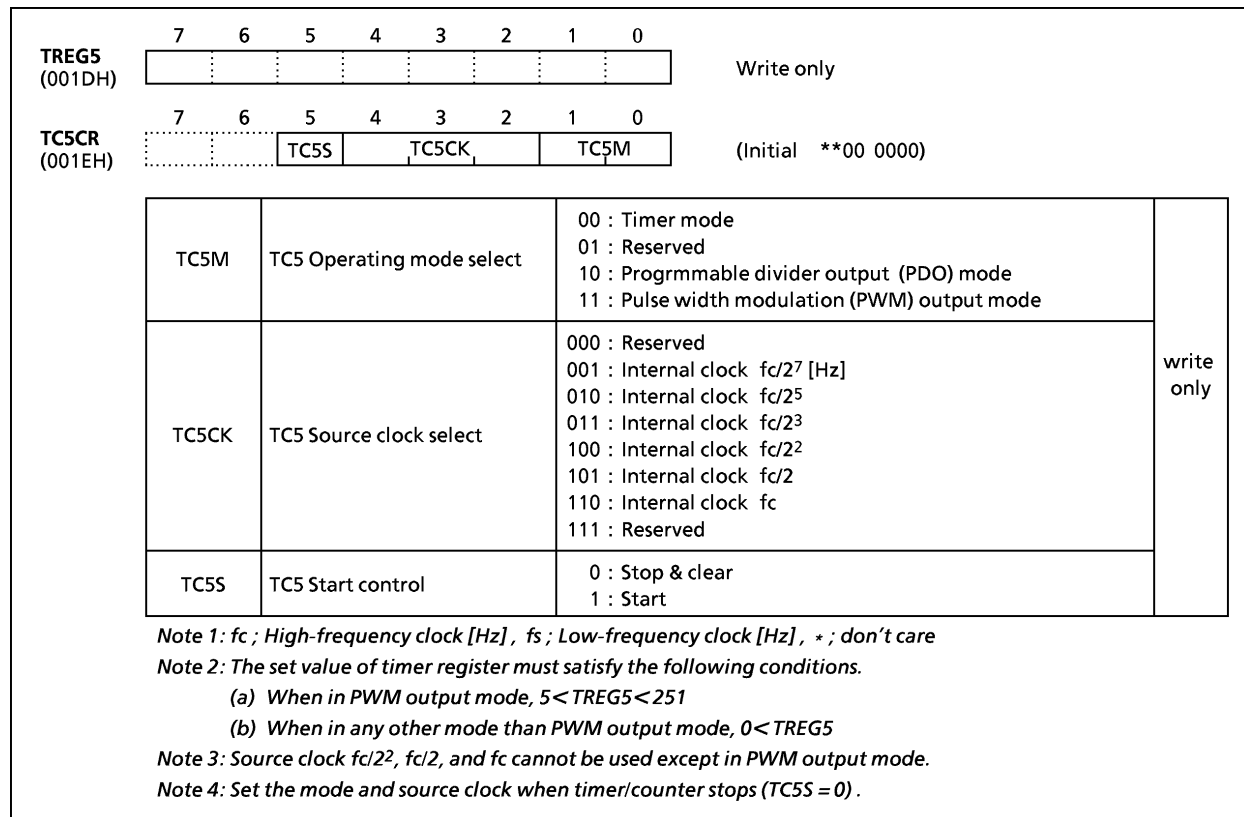 7 6 5 4 3 2 1 0
TREG5
(001DH)
Write only
7 6 5 4 3 2 1 0
TC5CR
(001EH)
TC5S TC5CK TC5M
(Initial **00 0000)
TC5M
TC5 Operating mode select
00 : Timer mode
01 : Reserved
10 : Progrmmable divider output (PDO) mode
11 : Pulse width modulation (PWM) output mode
TC5CK
TC5 Source clock select
000 : Reserved
001 : Internal clock fc/2⁷ [Hz]
010 : Internal clock fc/2⁵
011 : Internal clock fc/2³
100 : Internal clock fc/2²
101 : Internal clock fc/2
110 : Internal clock fc
111 : Reserved
TC5S
TC5 Start control
0 : Stop & clear
1 : Start
write
only
Note 1: fc ; High-frequency clock [Hz] , fs ; Low-frequency clock [Hz] , * ; don't care
Note 2: The set value of timer register must satisfy the following conditions.
(a) When in PWM output mode, 5<TREG5<251
(b) When in any other mode than PWM output mode, 0<TREG5
Note 3: Source clock fc/2², fc/2, and fc cannot be used except in PWM output mode.
Note 4: Set the mode and source clock when timer/counter stops (TC5S = 0) .